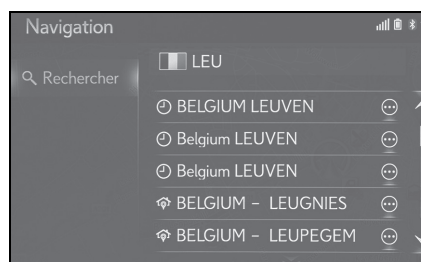 Navigation
Rechercher
LEU
BELGIUM LEUVEN
Belgium LEUVEN
Belgium LEUVEN
BELGIUM – LEUGNIES
BELGIUM – LEUPEGEM